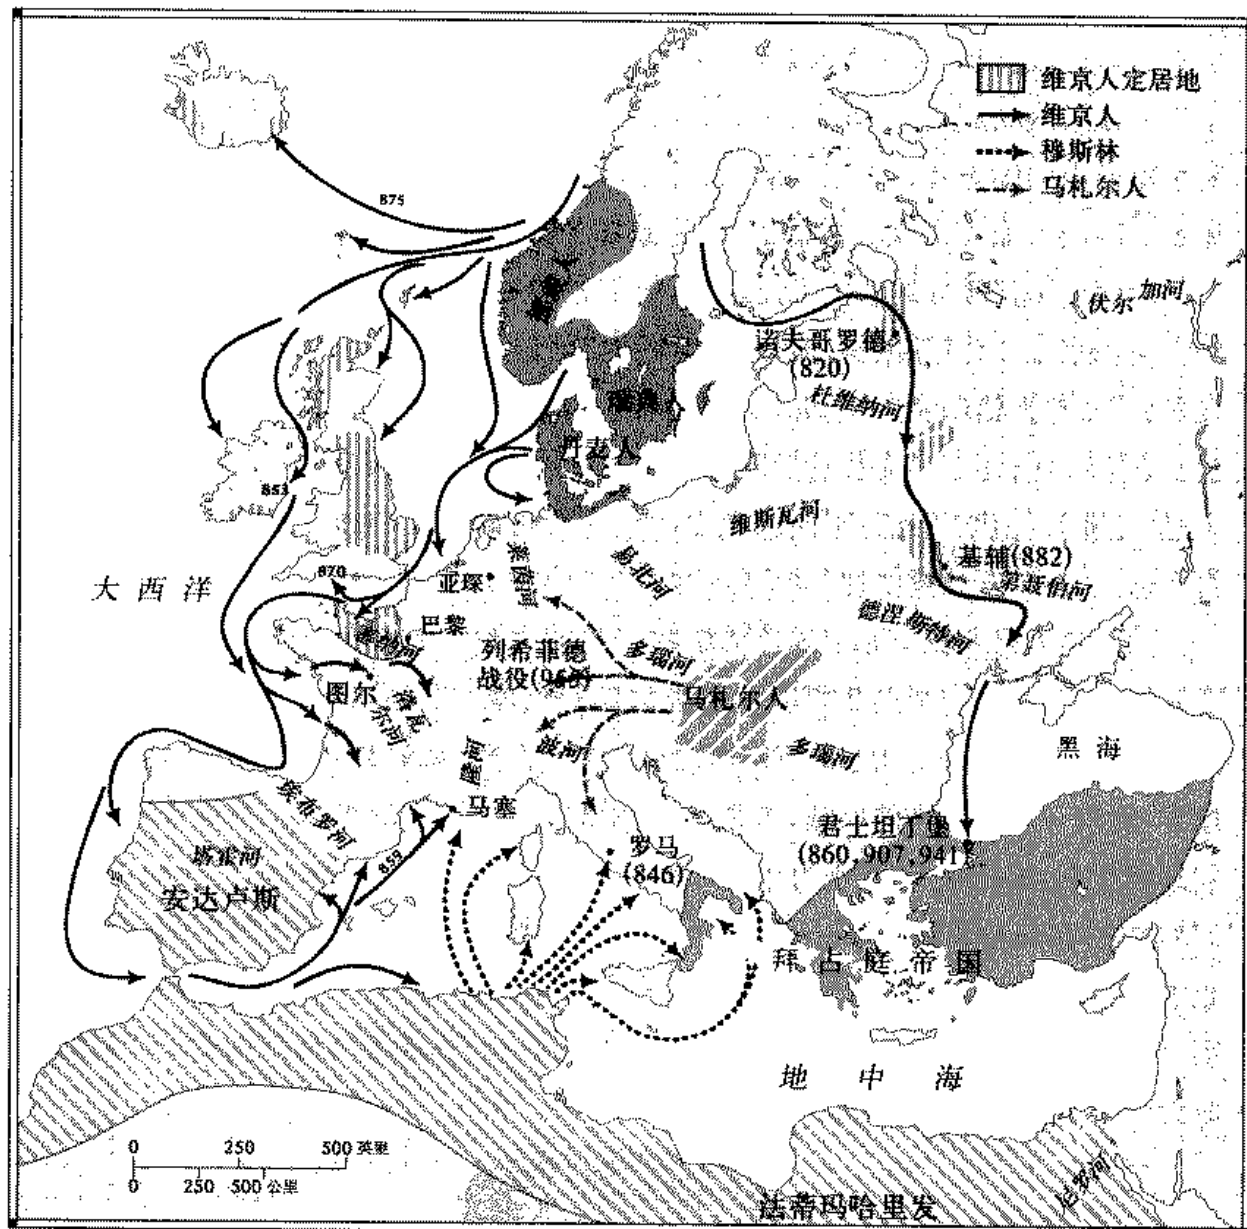 维京人定居地
维京人
穆斯林
马札尔人
875
伏尔加河
诺夫哥罗德
(820)
杜维纳河
瑞典人
丹麦人
853
维斯瓦河
大西洋
870
亚琛
莱茵河
易北河
基辅(882)
第聂伯河
德涅斯特河
巴黎
列希菲德
战役(955)
多瑙河
图尔
洛瓦尔河
马札尔人
波河
多瑙河
黑海
埃布罗河
马塞
塔霍河
安达卢斯
859
罗马
(846)
君士坦丁堡
(860,907,941)
拜占庭帝国
地中海
0 250 500 英里
0 250 500 公里
法蒂玛哈里发
尼罗河